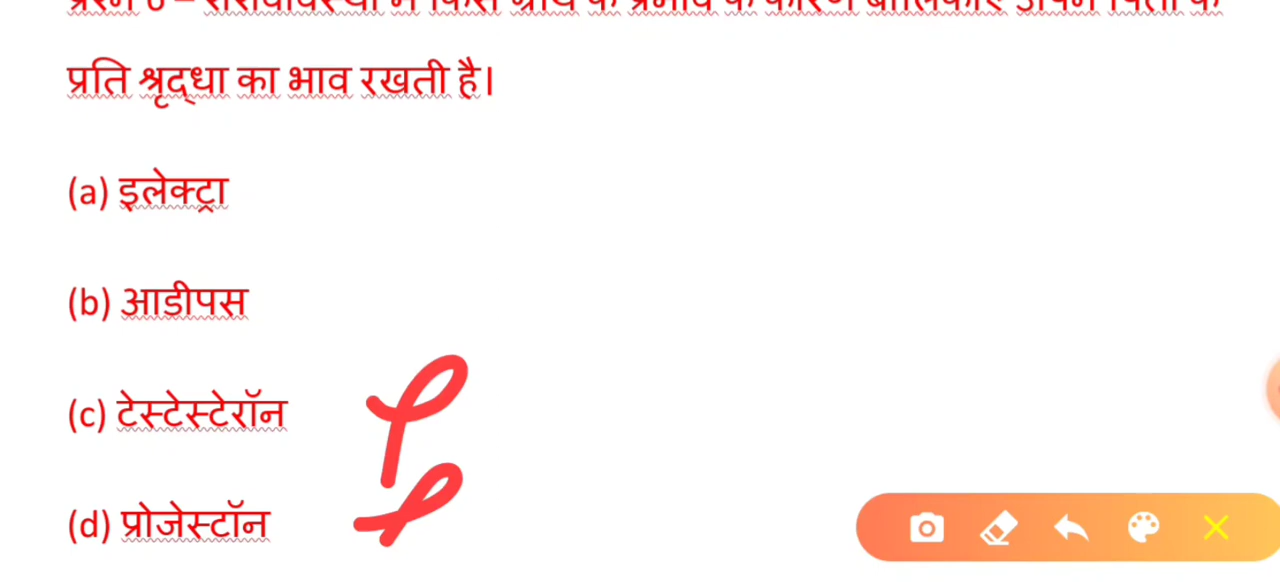 प्रति श्रृद्धा का भाव रखती है।
(a) इलेक्ट्रा
(b) आडीपस
(c) टेस्टेस्टेरॉन
(d) प्रोजेस्टॉन